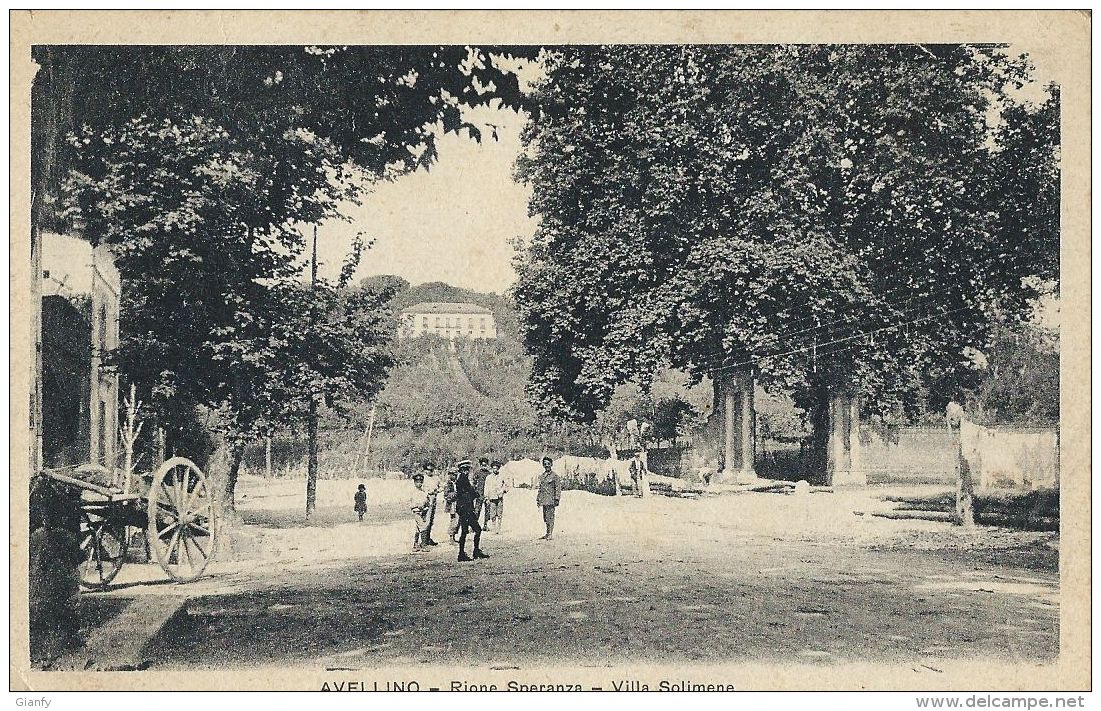 AVELLINO – Rione Speranza – Villa Solimene
Gianfy
www.delcampe.net